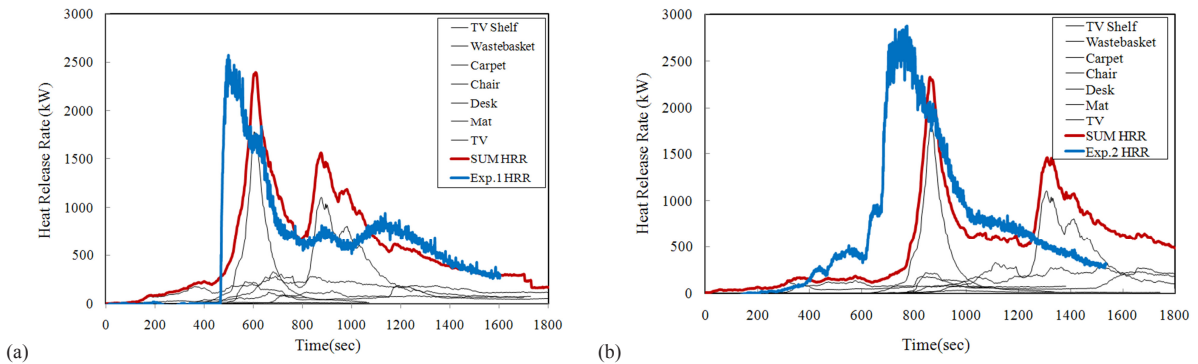 3000
2500
2000
1500
1000
500
0
Heat Release Rate (kW)
TV Shelf
Wastebasket
Carpet
Chair
Desk
Mat
TV
SUM HRR
Exp.1 HRR
0 200 400 600 800 1000 1200 1400 1600 1800
Time(sec)
(a)
3000
2500
2000
1500
1000
500
0
Heat Release Rate (kW)
TV Shelf
Wastebasket
Carpet
Chair
Desk
Mat
TV
SUM HRR
Exp.2 HRR
0 200 400 600 800 1000 1200 1400 1600 1800
Time(sec)
(b)